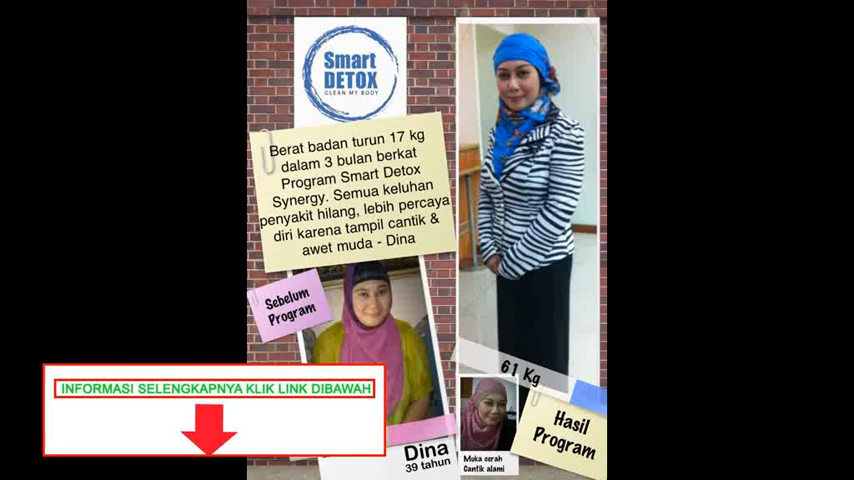 Smart
DETOX
CLEAN MY BODY
Berat badan turun 17 kg
dalam 3 bulan berkat
Program Smart Detox
Synergy. Semua keluhan
penyakit hilang, lebih percaya
diri karena tampil cantik &
awet muda - Dina
Sebelum
Program
INFORMASI SELENGKAPNYA KLIK LINK DIBAWAH
Dina
39 tahun
61 Kg
Muka cerah
Cantik alami
Hasil
Program